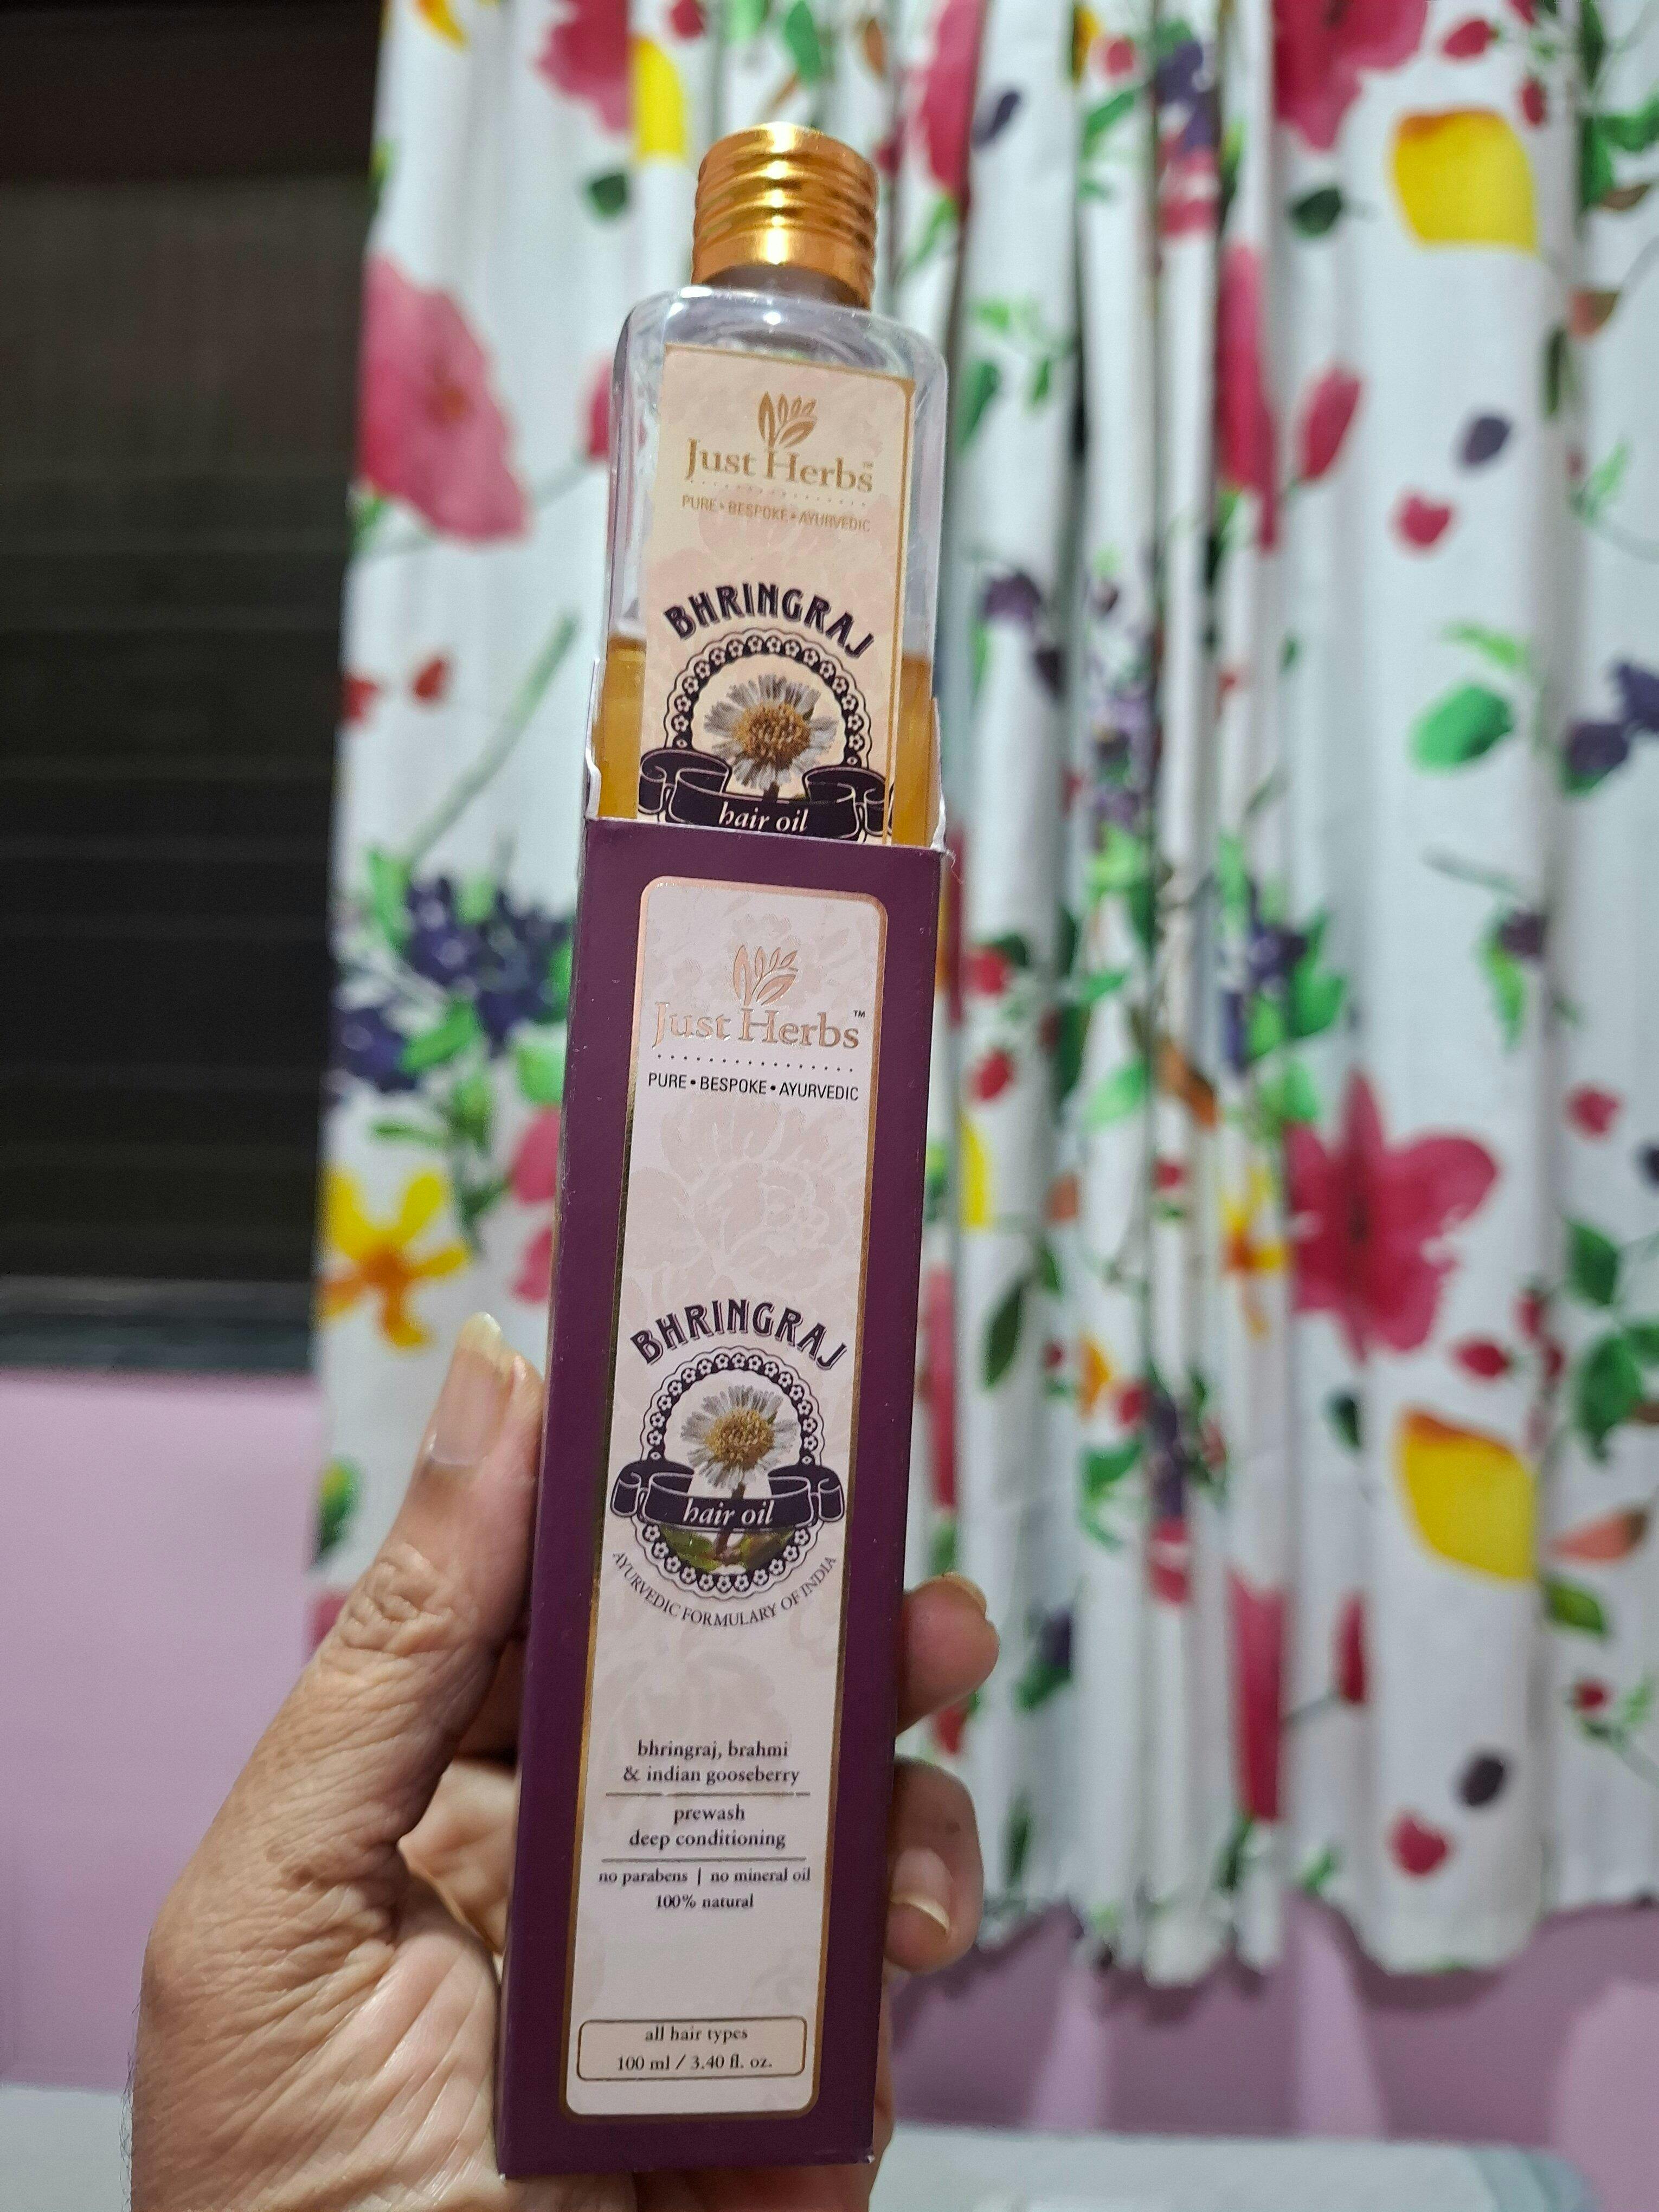 Just Herbs™
PURE • BESPOKE • AYURVEDIC
BHRINGRAJ
hair oil
Just Herbs™
PURE • BESPOKE • AYURVEDIC
BHRINGRAJ
hair oil
AYURVEDIC FORMULARY OF INDIA
bhringraj, brahmi
& indian gooseberry
prewash
deep conditioning
no parabens | no mineral oil
100% natural
all hair types
100 ml / 3.40 fl. oz.